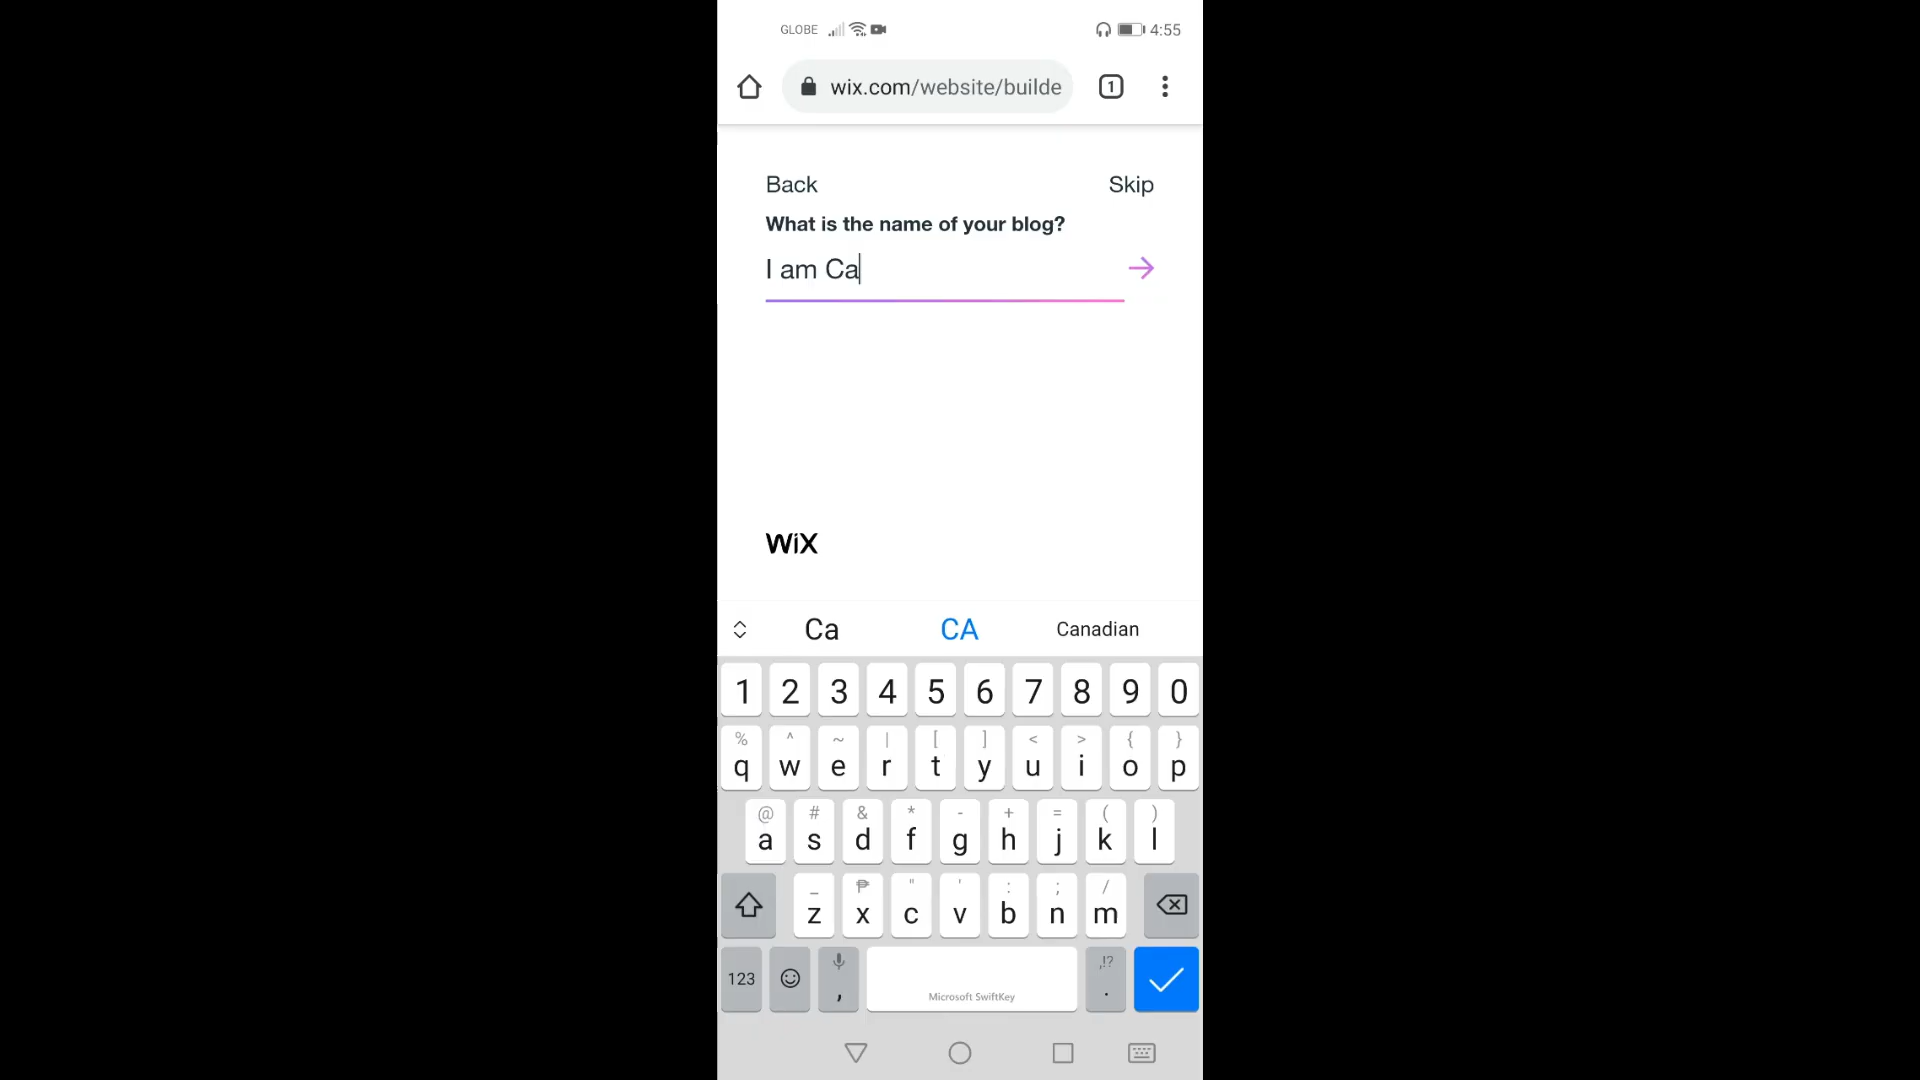 GLOBE 4:55
wix.com/website/builde 1
Back Skip
What is the name of your blog?
I am Ca
WiX
Ca CA Canadian
1 2 3 4 5 6 7 8 9 0
% ^ ~ | [ ] < > { }
q w e r t y u i o p
@ # & * - + = ( )
a s d f g h j k l
_ ₱ " ' : ; /
z x c v b n m
,!?
123 , .
Microsoft SwiftKey